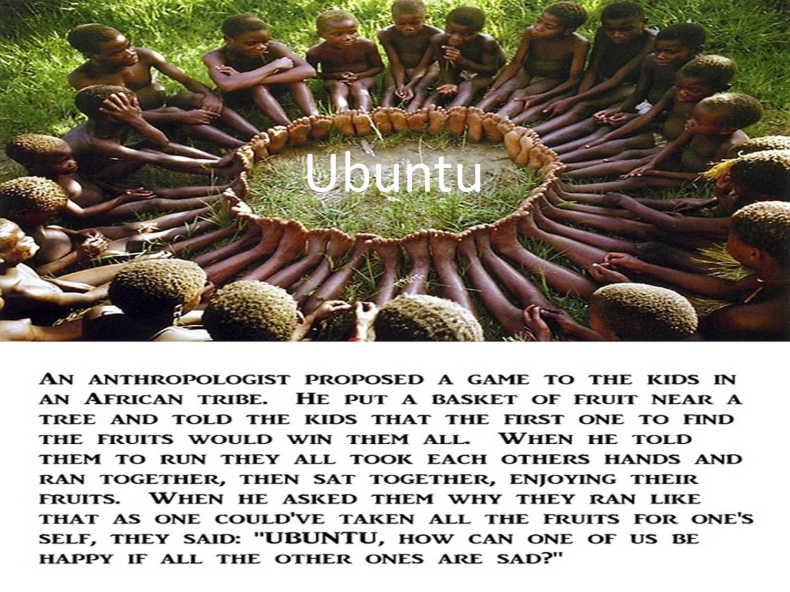 Ubuntu
An anthropologist proposed a game to the kids in
an African tribe. He put a basket of fruit near a
tree and told the kids that the first one to find
the fruits would win them all. When he told
them to run they all took each others hands and
ran together, then sat together, enjoying their
fruits. When he asked them why they ran like
that as one could've taken all the fruits for one's
self, they said: "UBUNTU, how can one of us be
happy if all the other ones are sad?"